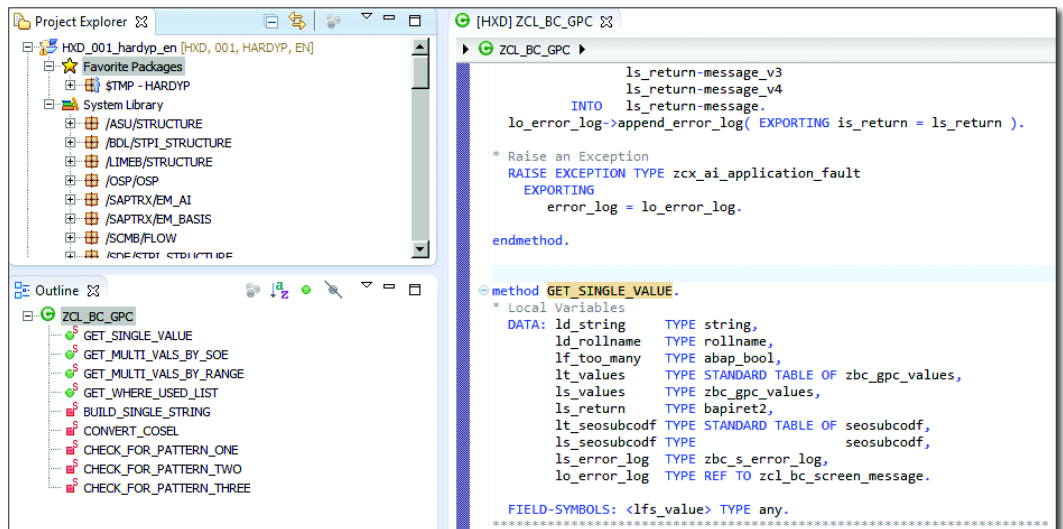 Project Explorer
HXD_001_hardyp_en [HXD, 001, HARDYP, EN]
Favorite Packages
$TMP - HARDYP
System Library
/ASU/STRUCTURE
/BDL/STPI_STRUCTURE
/LIMEB/STRUCTURE
/OSP/OSP
/SAPTRX/EM_AI
/SAPTRX/EM_BASIS
/SCMB/FLOW
/SDF/STPI_STRUCTURE
Outline
ZCL_BC_GPC
GET_SINGLE_VALUE
GET_MULTI_VALS_BY_SOE
GET_MULTI_VALS_BY_RANGE
GET_WHERE_USED_LIST
BUILD_SINGLE_STRING
CONVERT_COSEL
CHECK_FOR_PATTERN_ONE
CHECK_FOR_PATTERN_TWO
CHECK_FOR_PATTERN_THREE
[HXD] ZCL_BC_GPC
ZCL_BC_GPC
ls_return-message_v3
ls_return-message_v4
INTO ls_return-message.
lo_error_log->append_error_log( EXPORTING is_return = ls_return ).
* Raise an Exception
RAISE EXCEPTION TYPE zcx_ai_application_fault
EXPORTING
error_log = lo_error_log.
endmethod.
method GET_SINGLE_VALUE.
* Local Variables
DATA: ld_string TYPE string,
ld_rollname TYPE rollname,
lf_too_many TYPE abap_bool,
lt_values TYPE STANDARD TABLE OF zbc_gpc_values,
ls_values TYPE zbc_gpc_values,
ls_return TYPE bapiret2,
lt_seosubcodf TYPE STANDARD TABLE OF seosubcodf,
ls_seosubcodf TYPE seosubcodf,
ls_error_log TYPE zbc_s_error_log,
lo_error_log TYPE REF TO zcl_bc_screen_message.
FIELD-SYMBOLS: <lfs_value> TYPE any.
**********************************************************************